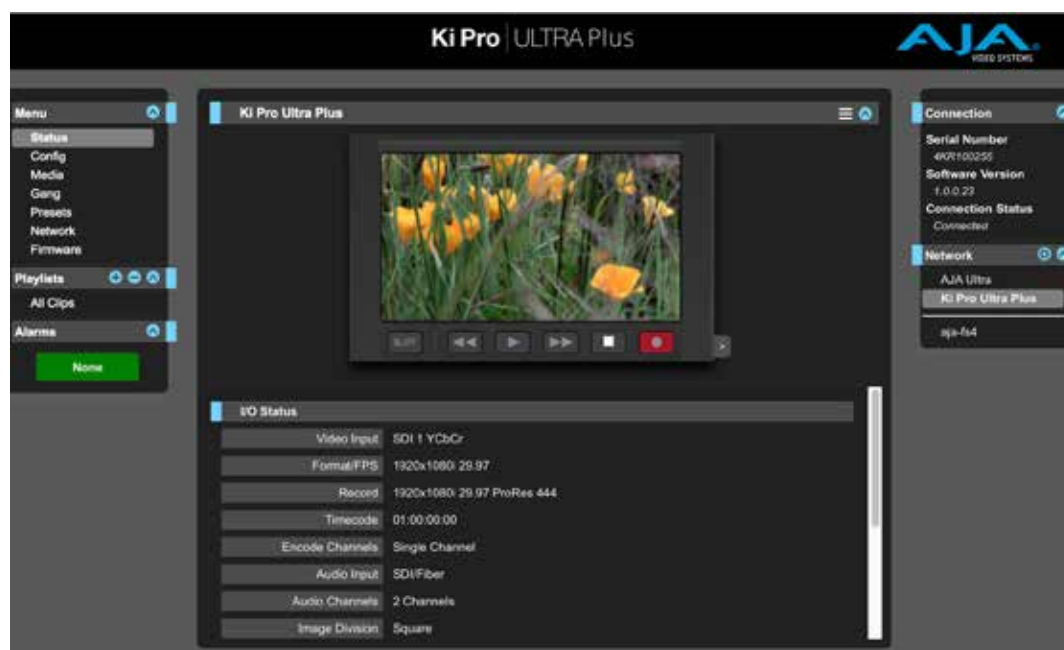 Ki Pro ULTRA Plus
AJA
VIDEO SYSTEMS
Menu
Status
Config
Media
Gang
Presets
Network
Firmware
Playlists
All Clips
Alarms
None
Ki Pro Ultra Plus
I/O Status
Video Input SDI 1 YCbCr
Format/FPS 1920x1080i 29.97
Record 1920x1080i 29.97 ProRes 444
Timecode 01:00:00:00
Encode Channels Single Channel
Audio Input SDI/Fiber
Audio Channels 2 Channels
Image Division Square
Connection
Serial Number
4KR100255
Software Version
1.0.0.23
Connection Status
Connected
Network
AJA Ultra
Ki Pro Ultra Plus
aja-fs4